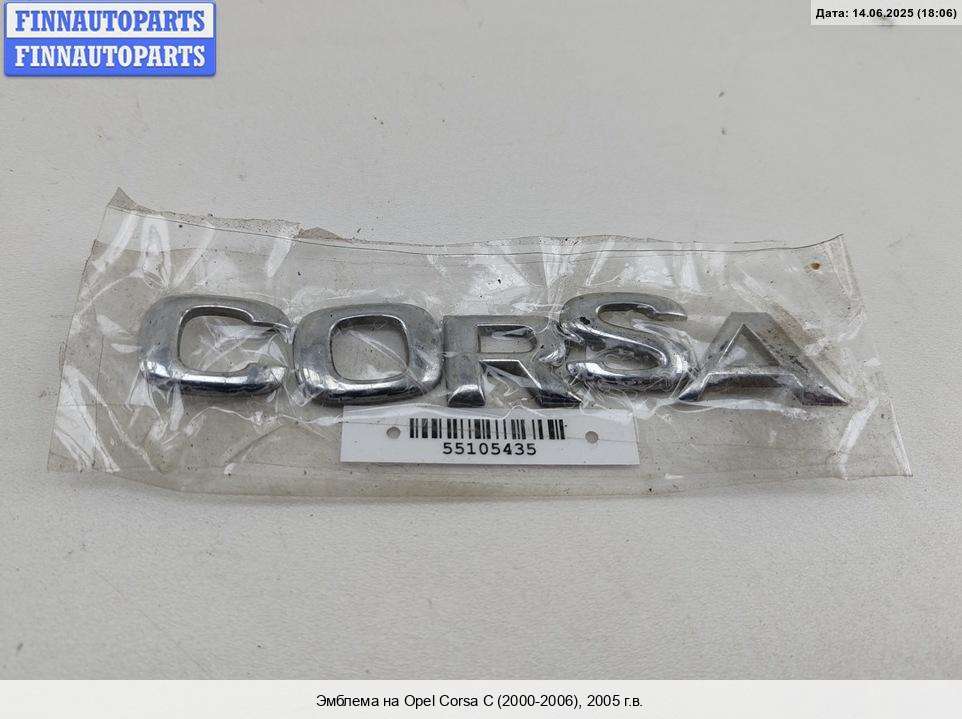 FINNAUTOPARTS
FINNAUTOPARTS
Дата: 14.06.2025 (18:06)
CORSA
55105435
Эмблема на Opel Corsa C (2000-2006), 2005 г.в.